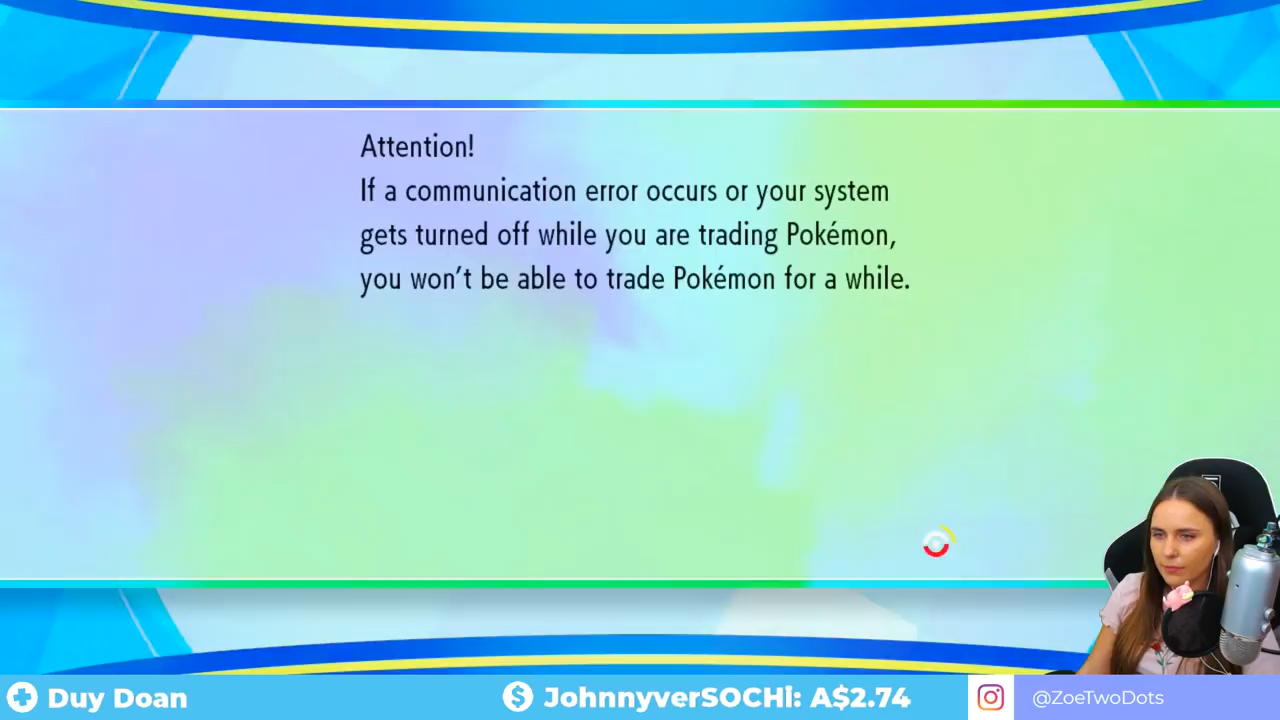 Attention!
If a communication error occurs or your system
gets turned off while you are trading Pokémon,
you won't be able to trade Pokémon for a while.
Duy Doan
JohnnyverSOCHi: A$2.74
@ZoeTwoDots